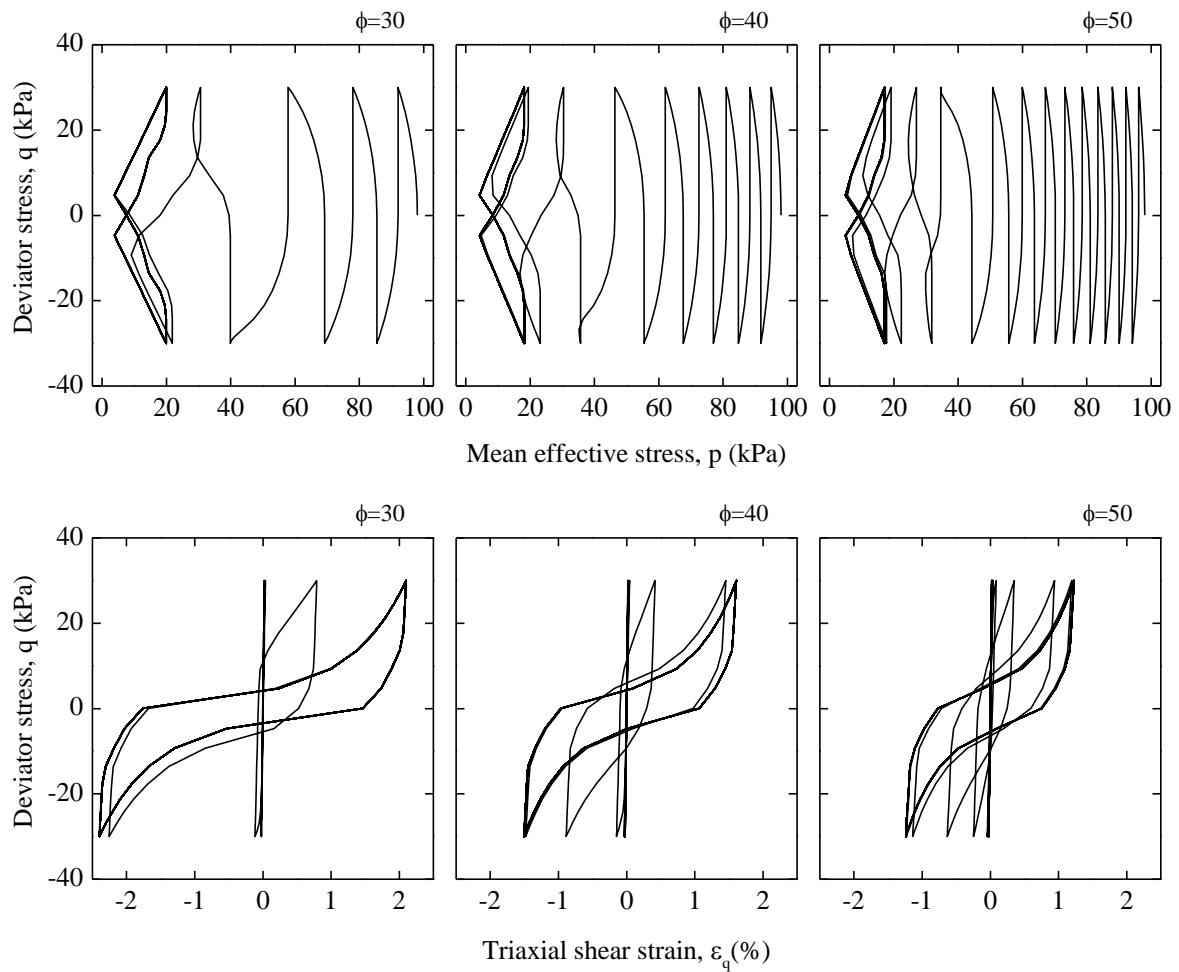 ϕ=30 ϕ=40 ϕ=50
Deviator stress, q (kPa)
40
20
0
-20
-40
0 20 40 60 80 100 0 20 40 60 80 100 0 20 40 60 80 100
Mean effective stress, p (kPa)
ϕ=30 ϕ=40 ϕ=50
Deviator stress, q (kPa)
40
20
0
-20
-40
-2 -1 0 1 2 -2 -1 0 1 2 -2 -1 0 1 2
Triaxial shear strain, εq(%)